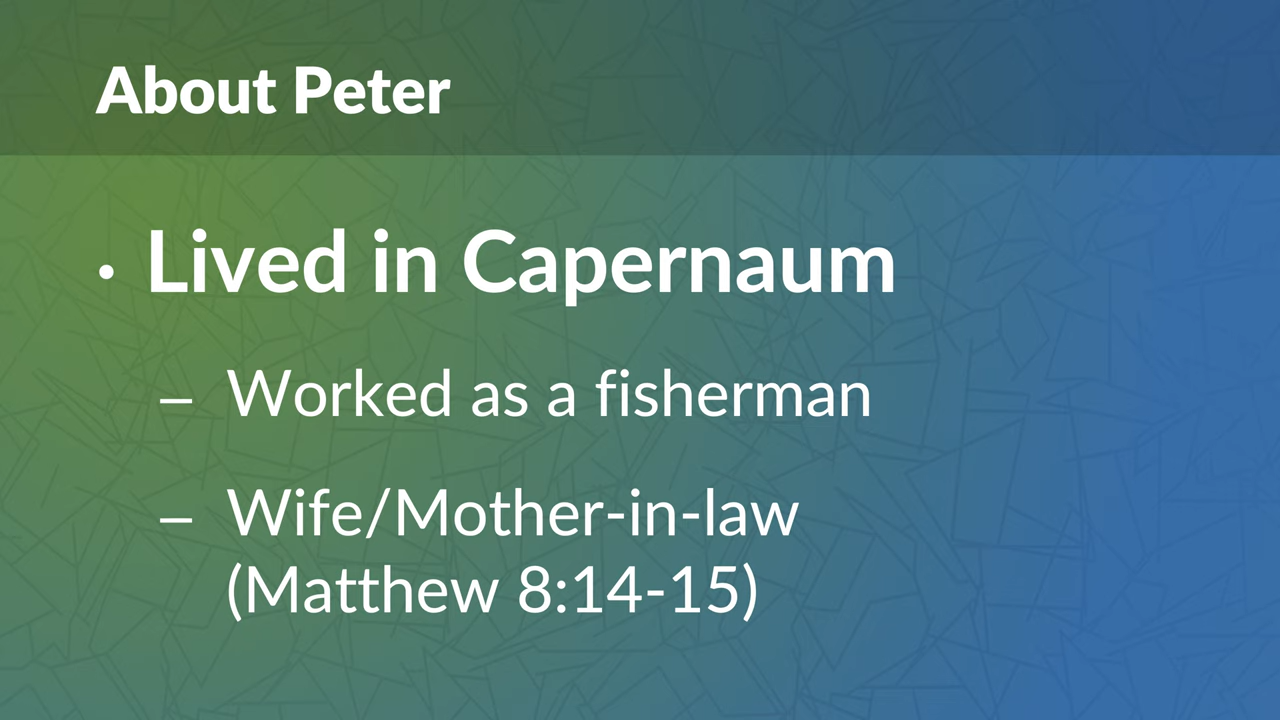 About Peter
• Lived in Capernaum
– Worked as a fisherman
– Wife/Mother-in-law
(Matthew 8:14-15)